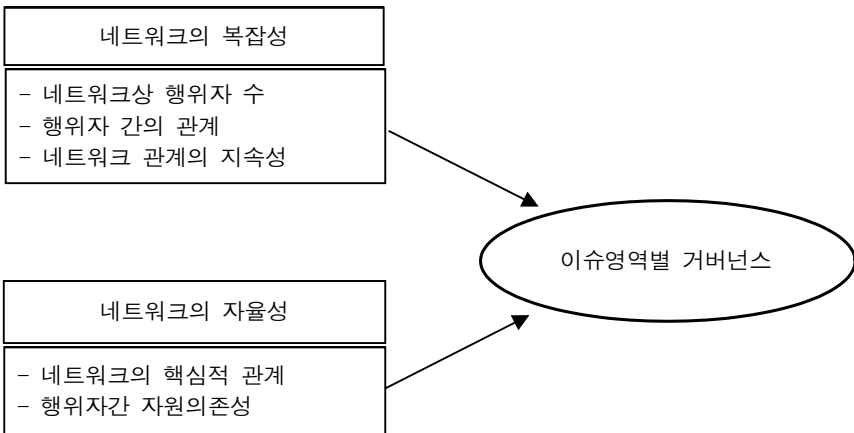 네트워크의 복잡성
- 네트워크상 행위자 수
- 행위자 간의 관계
- 네트워크 관계의 지속성
이슈영역별 거버넌스
네트워크의 자율성
- 네트워크의 핵심적 관계
- 행위자간 자원의존성